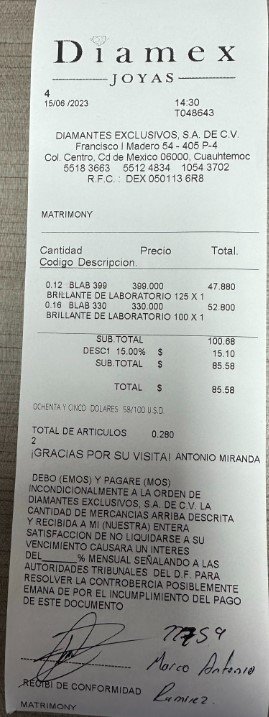 Diamex
JOYAS
4
15/06 /2023 14:30
T048643
DIAMANTES EXCLUSIVOS, S.A. DE C.V.
Francisco I Madero 54 - 405 P-4
Col. Centro, Cd de Mexico 06000, Cuauhtemoc
5518 3663 5512 4834 1054 3702
R.F.C. : DEX 050113 6R8
MATRIMONY
Cantidad Precio Total.
Codigo Descripcion.
0.12 BLAB 399 399.000 47.880
BRILLANTE DE LABORATORIO 125 X 1
0.16 BLAB 330 330.000 52.800
BRILLANTE DE LABORATORIO 100 X 1
SUB.TOTAL 100.68
DESC1 15.00% $ 15.10
SUB.TOTAL $ 85.58
TOTAL $ 85.58
OCHENTA Y CINCO DOLARES 58/100 U.S.D.
TOTAL DE ARTICULOS 0.280
2
¡GRACIAS POR SU VISITA! ANTONIO MIRANDA
DEBO (EMOS) Y PAGARE (MOS)
INCONDICIONALMENTE A LA ORDEN DE
DIAMANTES EXCLUSIVOS, S.A. DE C.V. LA
CANTIDAD DE MERCANCIAS ARRIBA DESCRITA
Y RECIBIDA A MI (NUESTRA) ENTERA
SATISFACCION DE NO LIQUIDARSE A SU
VENCIMIENTO CAUSARA UN INTERES
DEL_____% MENSUAL SEÑALANDO A LAS
AUTORIDADES TRIBUNALES DEL D.F. PARA
RESOLVER LA CONTROBERCIA POSIBLEMENTE
EMANA DE POR EL INCUMPLIMIENTO DEL PAGO
DE ESTE DOCUMENTO
Marco Antonio
RECIBI DE CONFORMIDAD Ramirez.
MATRIMONY